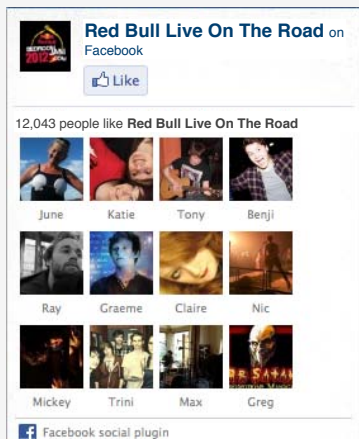 Red Bull Live On The Road on
Facebook
Like
12,043 people like Red Bull Live On The Road
June Katie Tony Benji
Ray Graeme Claire Nic
Mickey Trini Max Greg
Facebook social plugin